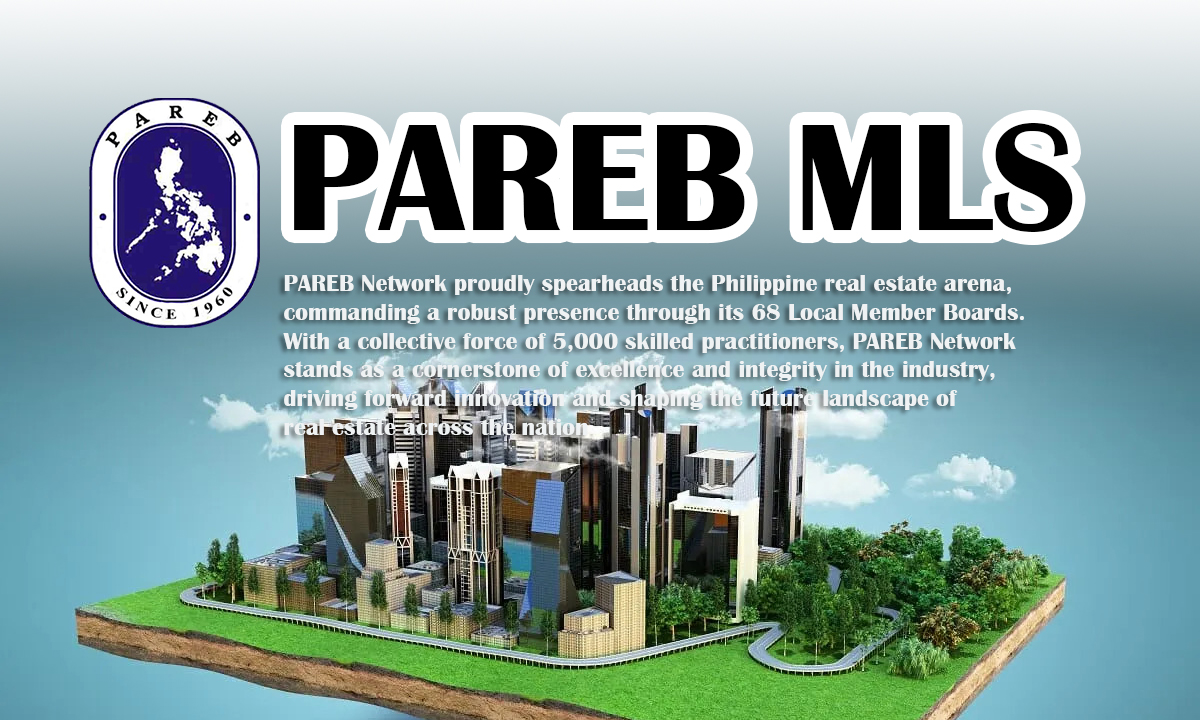 PAREB
SINCE 1960
PAREB MLS
PAREB Network proudly spearheads the Philippine real estate arena,
commanding a robust presence through its 68 Local Member Boards.
With a collective force of 5,000 skilled practitioners, PAREB Network
stands as a cornerstone of excellence and integrity in the industry,
driving forward innovation and shaping the future landscape of
real estate across the nation.